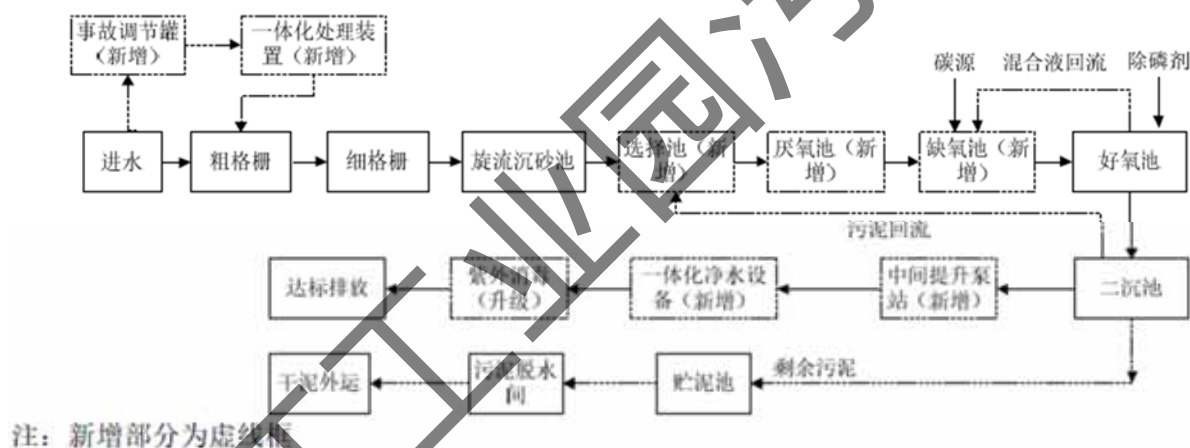 事故调节罐
（新增）
一体化处理装
置（新增）
碳源
混合液回流
除磷剂
进水
粗格栅
细格栅
旋流沉砂池
选择池（新
增）
厌氧池（新
增）
缺氧池（新
增）
好氧池
污泥回流
达标排放
紫外消毒
（升级）
一体化净水设
备（新增）
中间提升泵
站（新增）
二沉池
干泥外运
污泥脱水
间
贮泥池
剩余污泥
注：新增部分为虚线框
工业园污